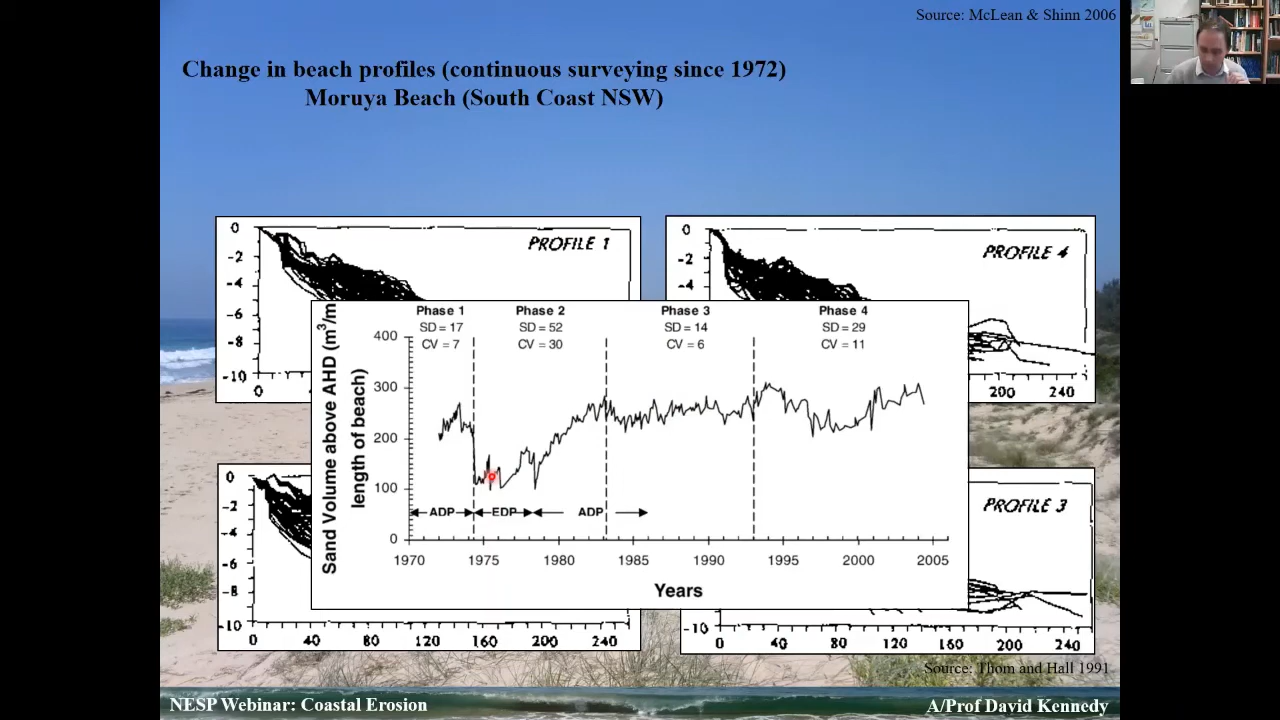 Source: McLean & Shinn 2006
Change in beach profiles (continuous surveying since 1972)
Moruya Beach (South Coast NSW)
0
-2
-4
-6
-8
-10
0
PROFILE 1
0
-2
-4
PROFILE 4
200
240
Sand Volume above AHD (m³/m
length of beach)
Phase 1
SD = 17
CV = 7
Phase 2
SD = 52
CV = 30
Phase 3
SD = 14
CV = 6
Phase 4
SD = 29
CV = 11
400
300
200
100
0
ADP
EDP
ADP
1970 1975 1980 1985 1990 1995 2000 2005
Years
0
-2
-4
-6
-8
-10
0 40 80 120 160 200 240
PROFILE 3
-10
0 40 80 120 160 200 240
Source: Thom and Hall 1991
NESP Webinar: Coastal Erosion
A/Prof David Kennedy